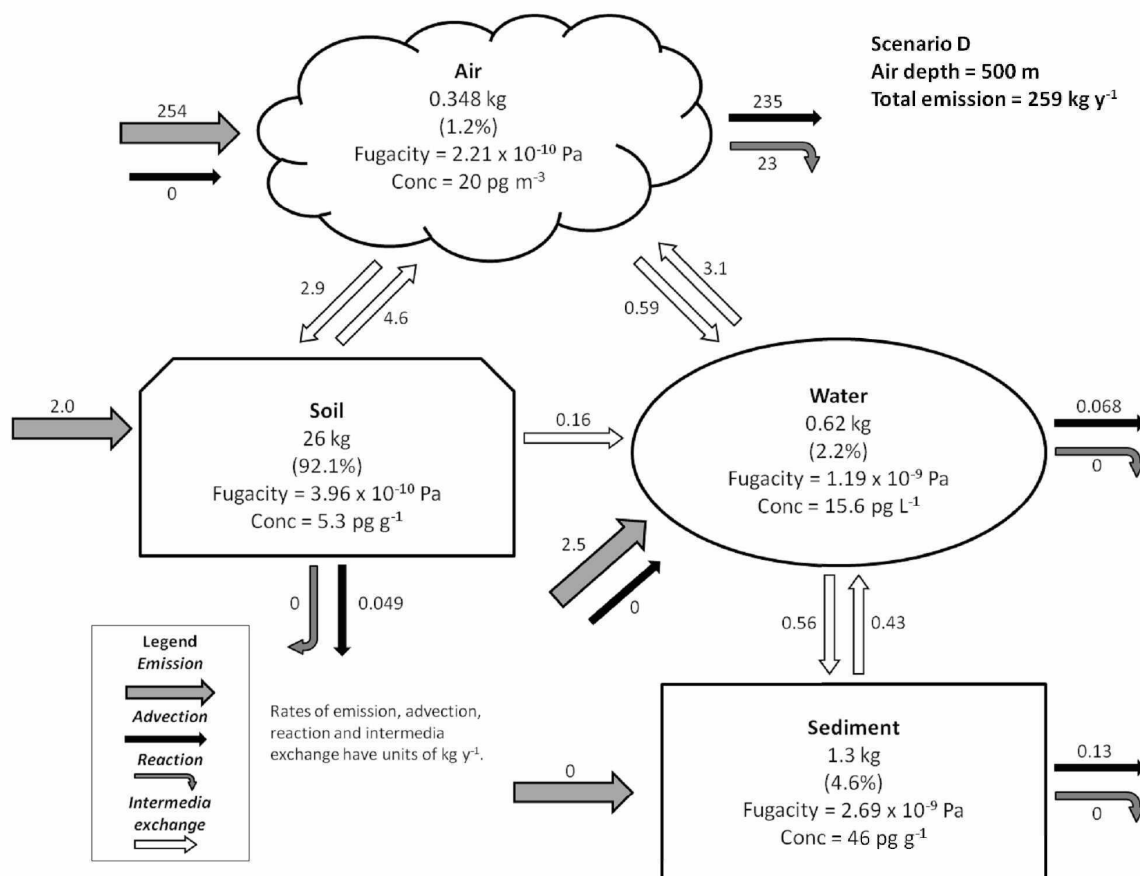 Scenario D
Air depth = 500 m
Total emission = 259 kg y⁻¹
Air
0.348 kg
(1.2%)
Fugacity = 2.21 x 10⁻¹⁰ Pa
Conc = 20 pg m⁻³
254
0
235
23
2.9
4.6
3.1
0.59
2.0
Soil
26 kg
(92.1%)
Fugacity = 3.96 x 10⁻¹⁰ Pa
Conc = 5.3 pg g⁻¹
0.16
Water
0.62 kg
(2.2%)
Fugacity = 1.19 x 10⁻⁹ Pa
Conc = 15.6 pg L⁻¹
0.068
0
2.5
0
0
0.049
0.56
0.43
Legend
Emission
Advection
Reaction
Intermedia
exchange
Rates of emission, advection,
reaction and intermedia
exchange have units of kg y⁻¹.
0
Sediment
1.3 kg
(4.6%)
Fugacity = 2.69 x 10⁻⁹ Pa
Conc = 46 pg g⁻¹
0.13
0